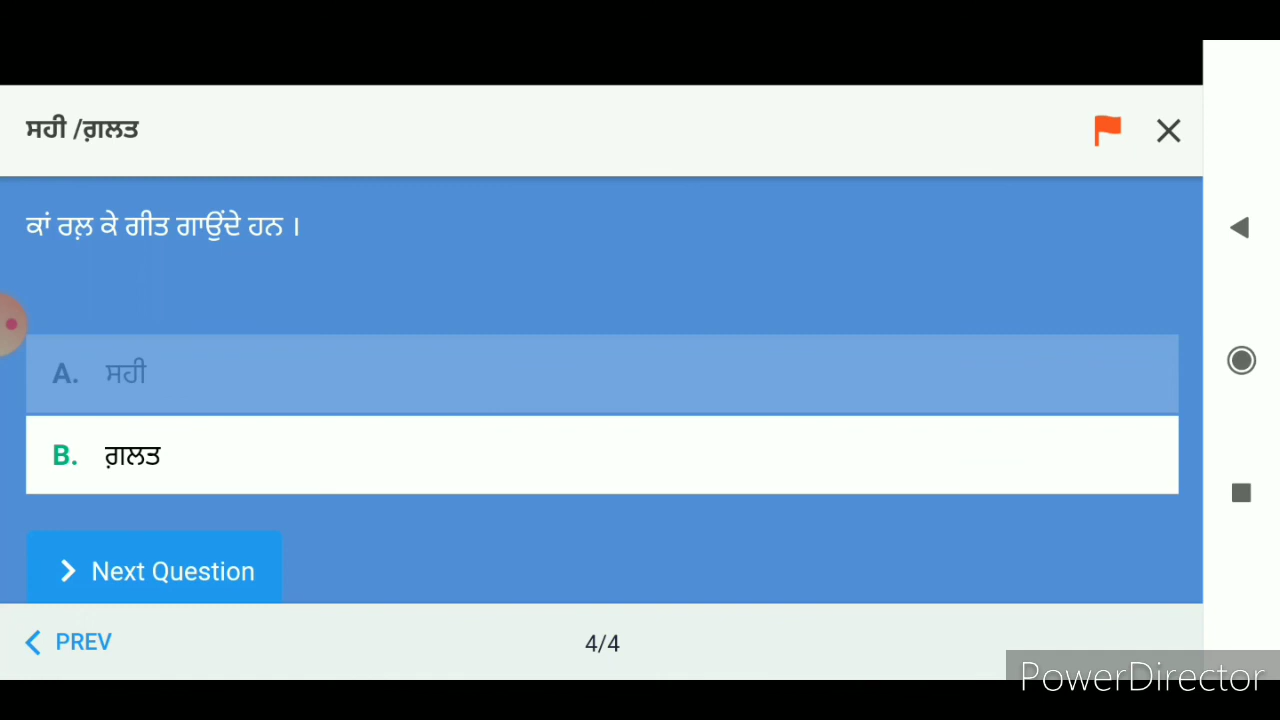 ਸਹੀ /ਗ਼ਲਤ
ਕਾਂ ਰਲ਼ ਕੇ ਗੀਤ ਗਾਉਂਦੇ ਹਨ ।
A. ਸਹੀ
B. ਗ਼ਲਤ
Next Question
PREV
4/4
PowerDirector